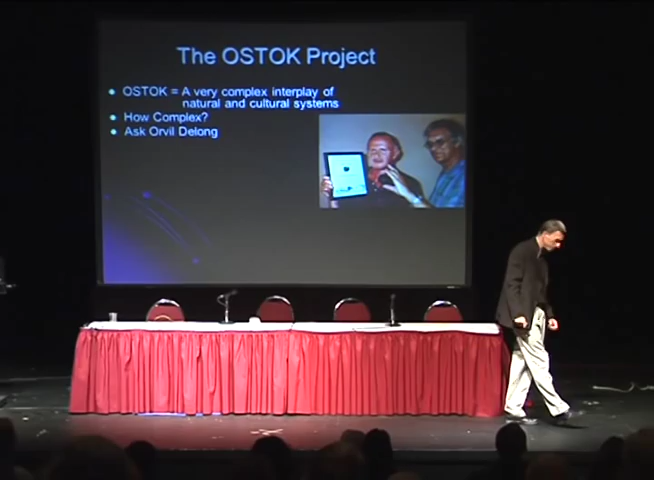 The OSTOK Project
OSTOK = A very complex interplay of
natural and cultural systems
How Complex?
Ask Orvil Delong